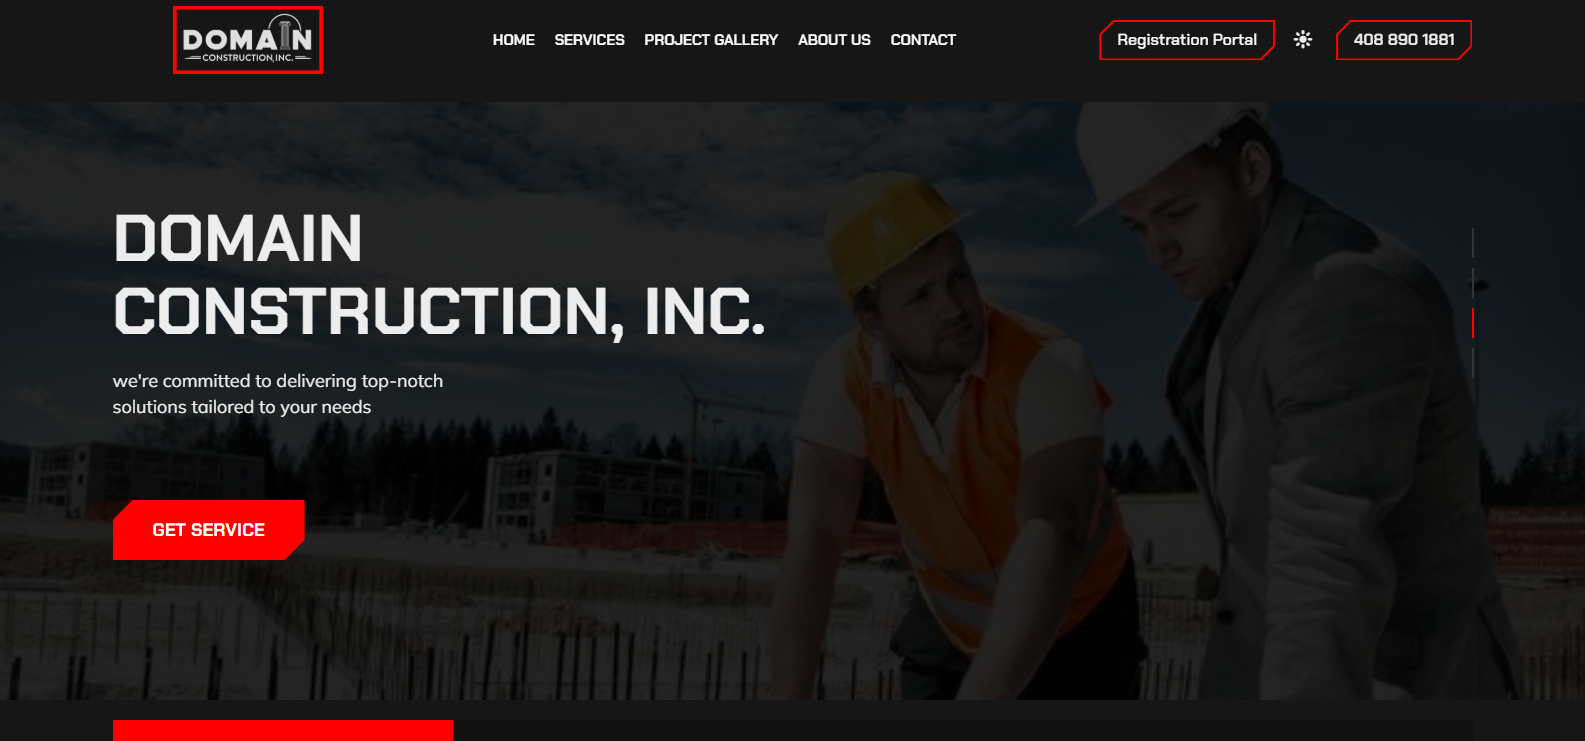 DOMAIN
CONSTRUCTION, INC.
HOME SERVICES PROJECT GALLERY ABOUT US CONTACT
Registration Portal
408 890 1881
DOMAIN
CONSTRUCTION, INC.
we're committed to delivering top-notch
solutions tailored to your needs
GET SERVICE